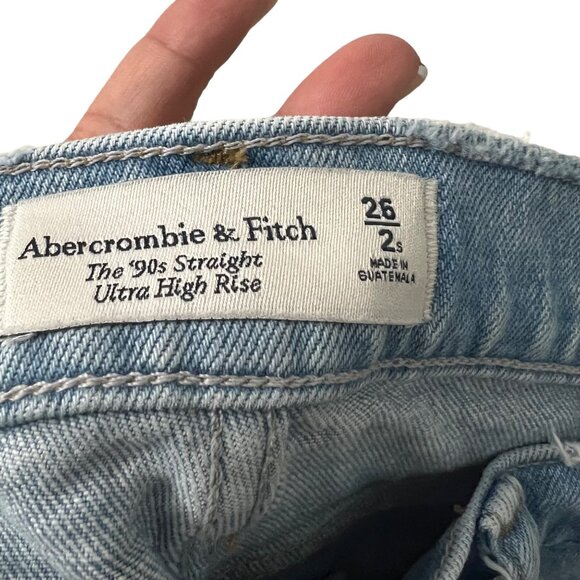 Abercrombie & Fitch
The '90s Straight
Ultra High Rise
26
2s
MADE IN
GUATEMALA